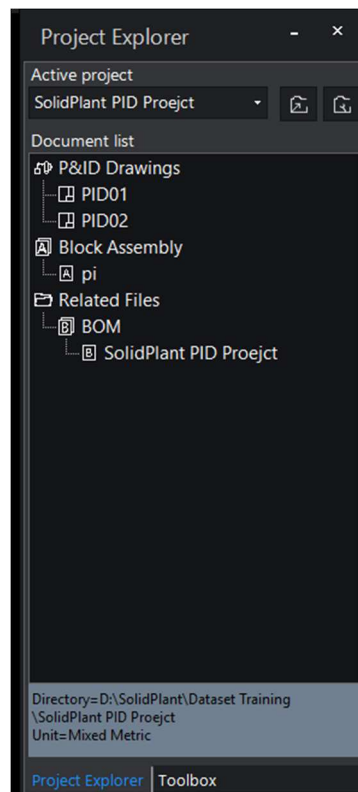 Project Explorer
Active project
SolidPlant PID Proejct
Document list
P&ID Drawings
PID01
PID02
Block Assembly
pi
Related Files
BOM
SolidPlant PID Proejct
Directory=D:\SolidPlant\Dataset Training
\SolidPlant PID Proejct
Unit=Mixed Metric
Project Explorer Toolbox